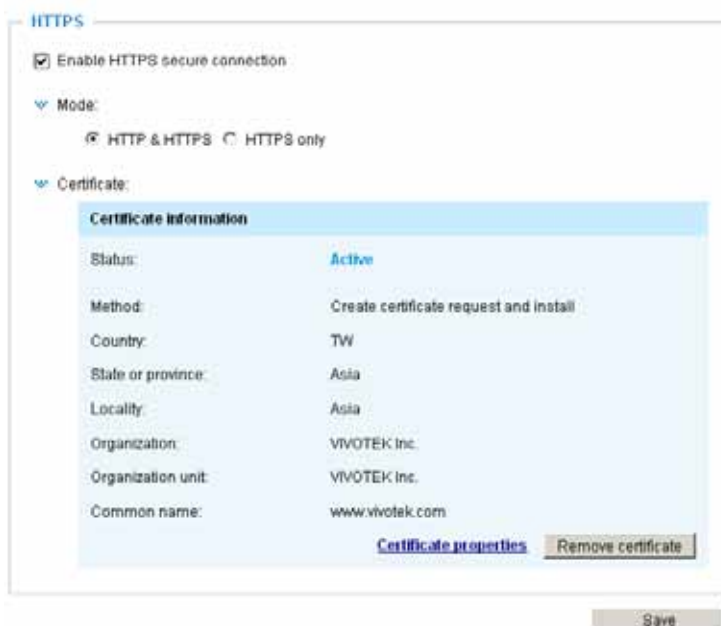 HTTPS
Enable HTTPS secure connection
Mode:
HTTP & HTTPS HTTPS only
Certificate:
Certificate information
Status: Active
Method: Create certificate request and install
Country: TW
State or province: Asia
Locality: Asia
Organization: VIVOTEK Inc.
Organization unit: VIVOTEK Inc.
Common name: www.vivotek.com
Certificate properties Remove certificate
Save